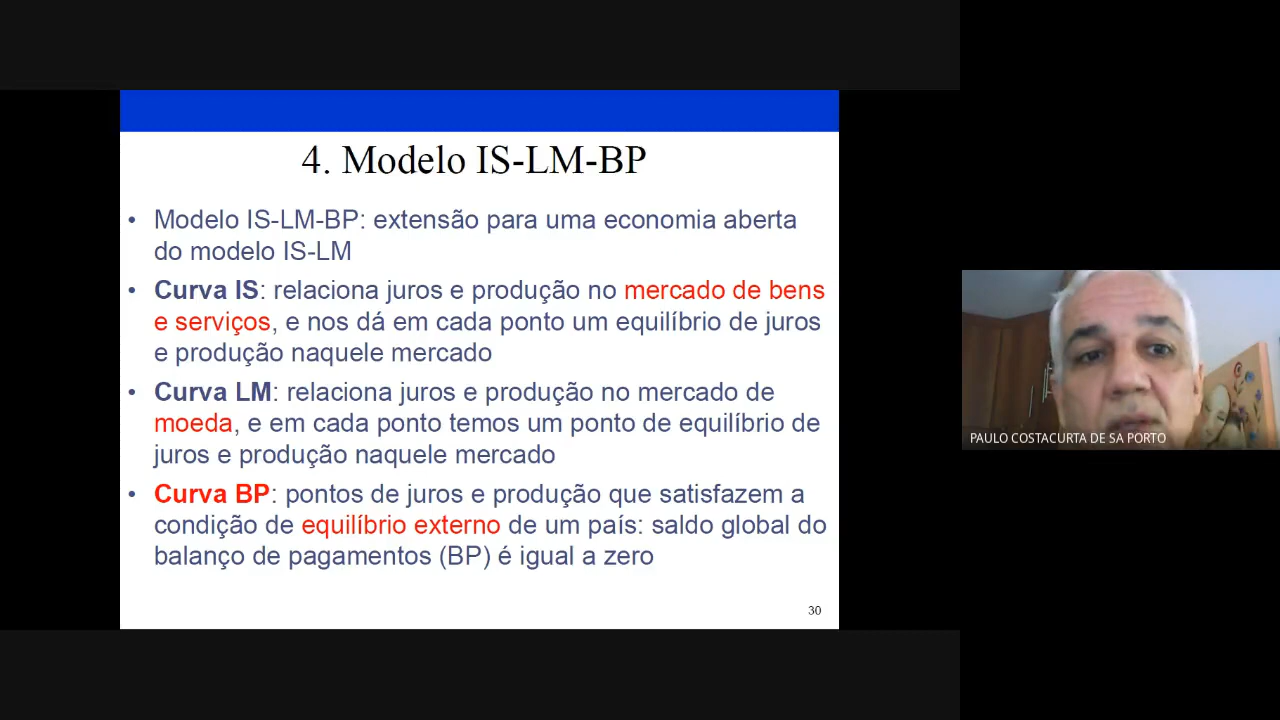 4. Modelo IS-LM-BP
• Modelo IS-LM-BP: extensão para uma economia aberta
do modelo IS-LM
• Curva IS: relaciona juros e produção no mercado de bens
e serviços, e nos dá em cada ponto um equilíbrio de juros
e produção naquele mercado
• Curva LM: relaciona juros e produção no mercado de
moeda, e em cada ponto temos um ponto de equilíbrio de
juros e produção naquele mercado
• Curva BP: pontos de juros e produção que satisfazem a
condição de equilíbrio externo de um país: saldo global do
balanço de pagamentos (BP) é igual a zero
30
PAULO COSTACURTA DE SA PORTO